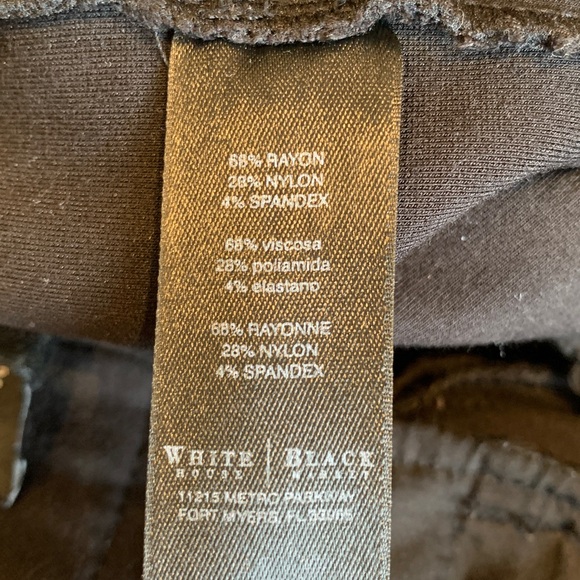 68% RAYON
28% NYLON
4% SPANDEX
68% viscosa
28% poliamida
4% elastano
68% RAYONNE
28% NYLON
4% SPANDEX
WHITE | BLACK
HOUSE | MARKET
11215 METRO PARKWAY
FORT MYERS, FL 33966